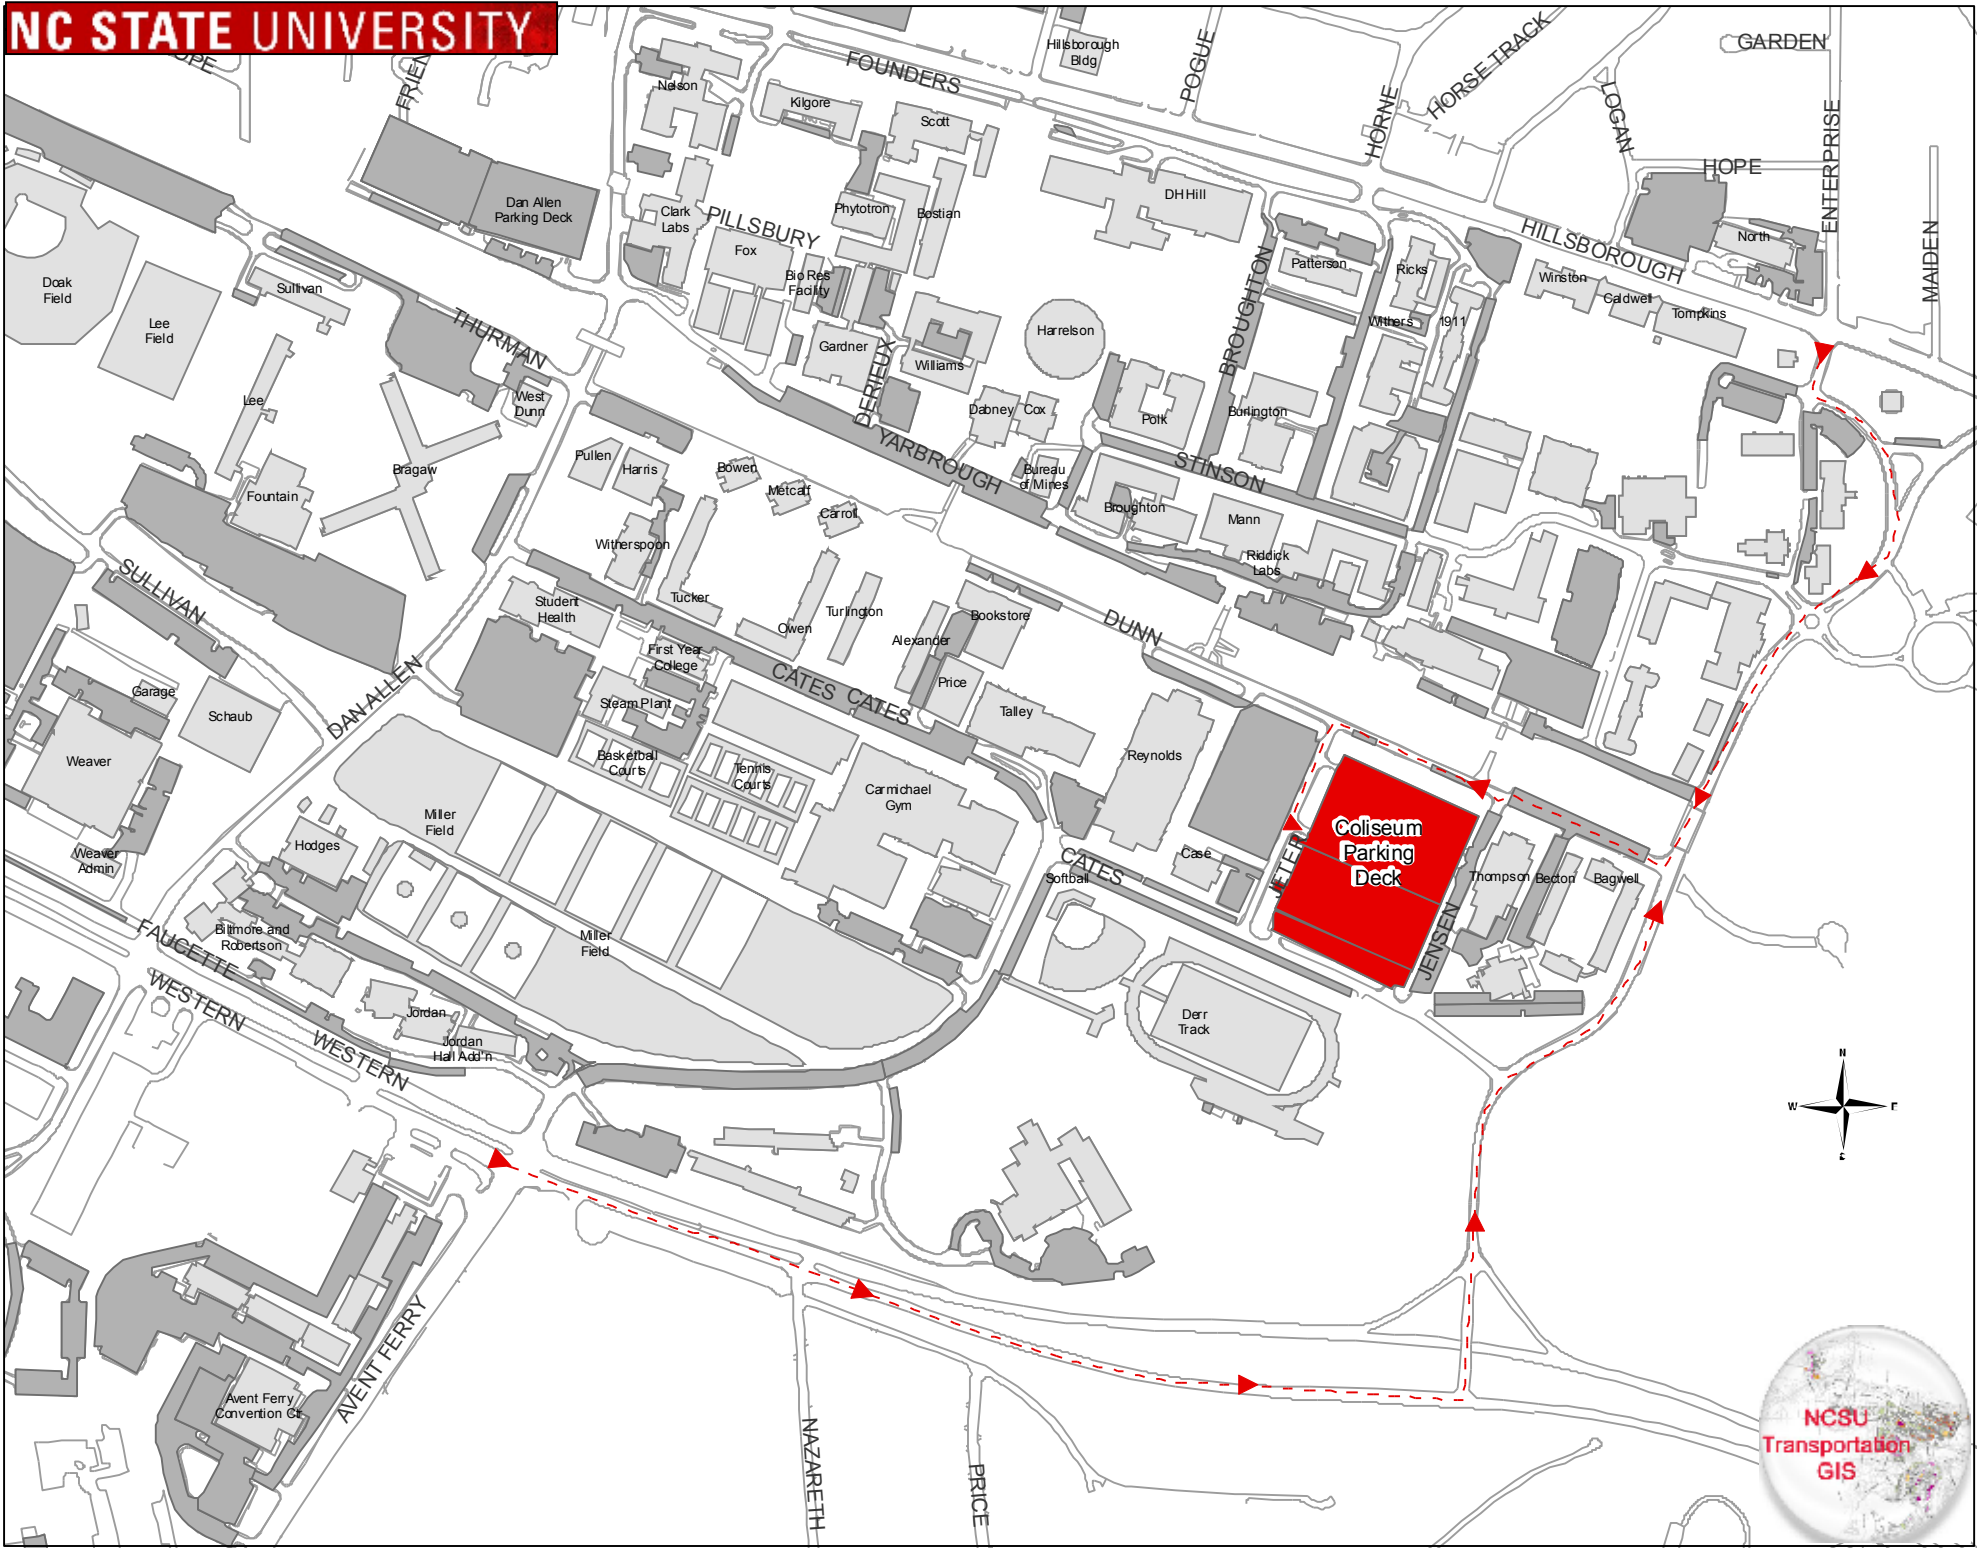 NC STATE UNIVERSITY
FOUNDERS
Hillsborough
Bldg
POGUE
HORSE TRACK
GARDEN
Nelson
Kilgore
Scott
HORNE
LOGAN
ENTERPRISE
HOPE
Dan Allen
Parking Deck
Clark
Labs
PILLSBURY
Phytotron
Bostian
DH Hill
HILLSBOROUGH
North
MAIDEN
Doak
Field
Sullivan
Fox
Bio Res
Facility
BROUGHTON
Patterson
Ricks
Winston
Caldwell
Tompkins
Lee
Field
THURMAN
Gardner
DERIEUX
Williams
Harrelson
Withers
1911
Lee
West
Dunn
Dabney
Cox
Polk
Burlington
Bragaw
Fountain
Pullen
Harris
Bowen
Metcalf
Carroll
YARBROUGH
Bureau
of Mines
STINSON
Broughton
Mann
Riddick
Labs
Witherspoon
SULLIVAN
Student
Health
Tucker
Owen
Turlington
Alexander
Bookstore
DUNN
First Year
College
CATES
CATES
Price
Talley
Garage
Schaub
DAN ALLEN
Steam Plant
Weaver
Basketball
Courts
Tennis
Courts
Carmichael
Gym
Reynolds
Miller
Field
Hodges
Weaver
Admin
CATES
Softball
Case
JETER
Coliseum
Parking
Deck
Thompson
Becton
Bagwell
JENSEN
Biltmore and
Robertson
FAUCETTE
WESTERN
WESTERN
Miller
Field
Jordan
Jordan
Hall Add'n
Derr
Track
N
W
E
AVENT FERRY
Avent Ferry
Convention Ctr
NAZARETH
PRICE
NCSU
Transportation
GIS